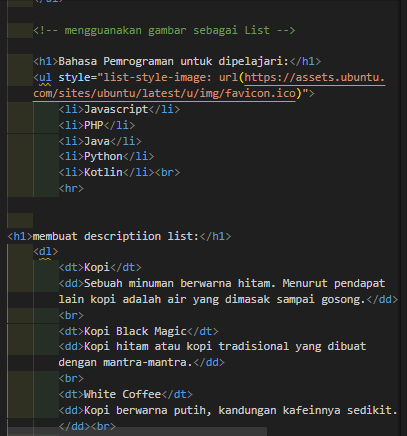 </ul>
<!-- mengguanakan gambar sebagai List -->
<h1>Bahasa Pemrograman untuk dipelajari:</h1>
<ul style="list-style-image: url(https://assets.ubuntu.
com/sites/ubuntu/latest/u/img/favicon.ico)">
<li>Javascript</li>
<li>PHP</li>
<li>Java</li>
<li>Python</li>
<li>Kotlin</li><br>
<hr>
<h1>membuat descriptiion list:</h1>
<dl>
<dt>Kopi</dt>
<dd>Sebuah minuman berwarna hitam. Menurut pendapat
lain kopi adalah air yang dimasak sampai gosong.</dd>
<br>
<dt>Kopi Black Magic</dt>
<dd>Kopi hitam atau kopi tradisional yang dibuat
dengan mantra-mantra.</dd>
<br>
<dt>White Coffee</dt>
<dd>Kopi berwarna putih, kandungan kafeinnya sedikit.
</dd><br>